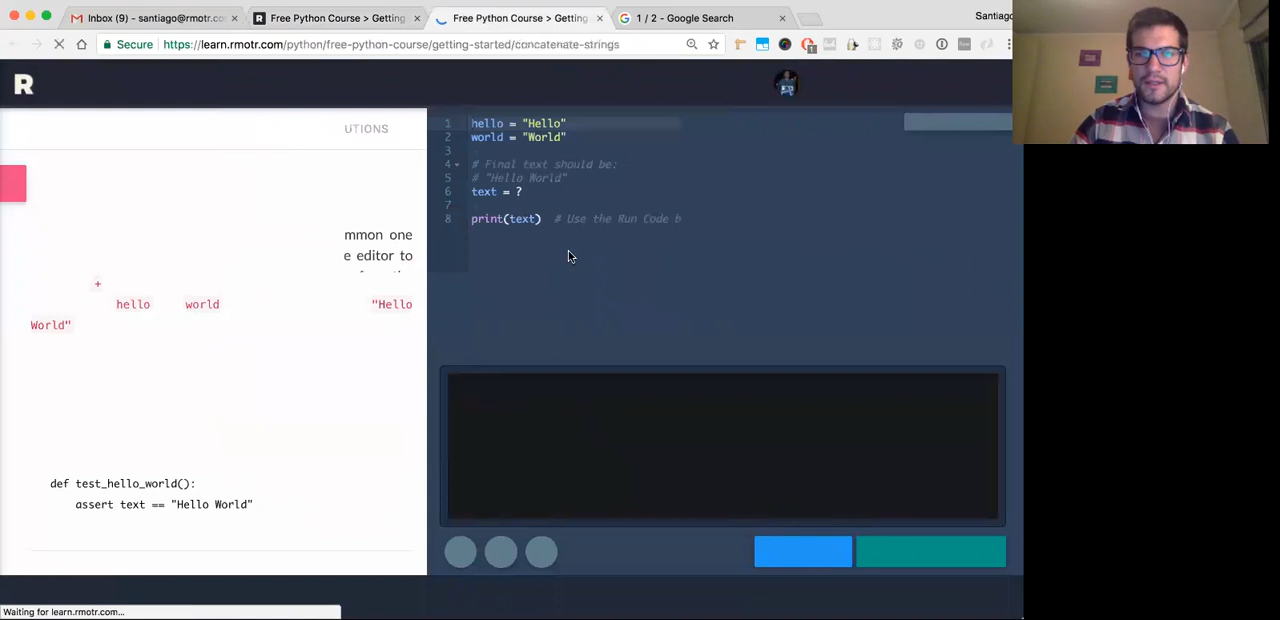 Inbox (9) - santiago@rmotr.co
Free Python Course > Getting
Free Python Course > Getting
1 / 2 - Google Search
Santiago
Secure https://learn.rmotr.com/python/free-python-course/getting-started/concatenate-strings
R
UTIONS
mmon one
e editor to
+
hello world "Hello
World"
def test_hello_world():
assert text == "Hello World"
1 hello = "Hello"
2 world = "World"
3
4 # Final text should be:
5 # "Hello World"
6 text = ?
7
8 print(text) # Use the Run Code b
Waiting for learn.rmotr.com...